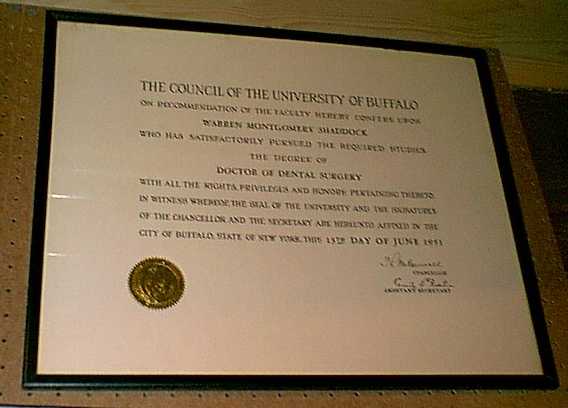 THE COUNCIL OF THE UNIVERSITY OF BUFFALO
ON RECOMMENDATION OF THE FACULTY HEREBY CONFERS UPON
WARREN MONTGOMERY SHADDOCK
WHO HAS SATISFACTORILY PURSUED THE REQUIRED STUDIES
THE DEGREE OF
DOCTOR OF DENTAL SURGERY
WITH ALL THE RIGHTS, PRIVILEGES AND HONORS PERTAINING THERETO.
IN WITNESS WHEREOF, THE SEAL OF THE UNIVERSITY AND THE SIGNATURES
OF THE CHANCELLOR AND THE SECRETARY ARE HEREUNTO AFFIXED IN THE
CITY OF BUFFALO, STATE OF NEW YORK, THIS 13TH DAY OF JUNE 1951
CHANCELLOR
ASSISTANT SECRETARY